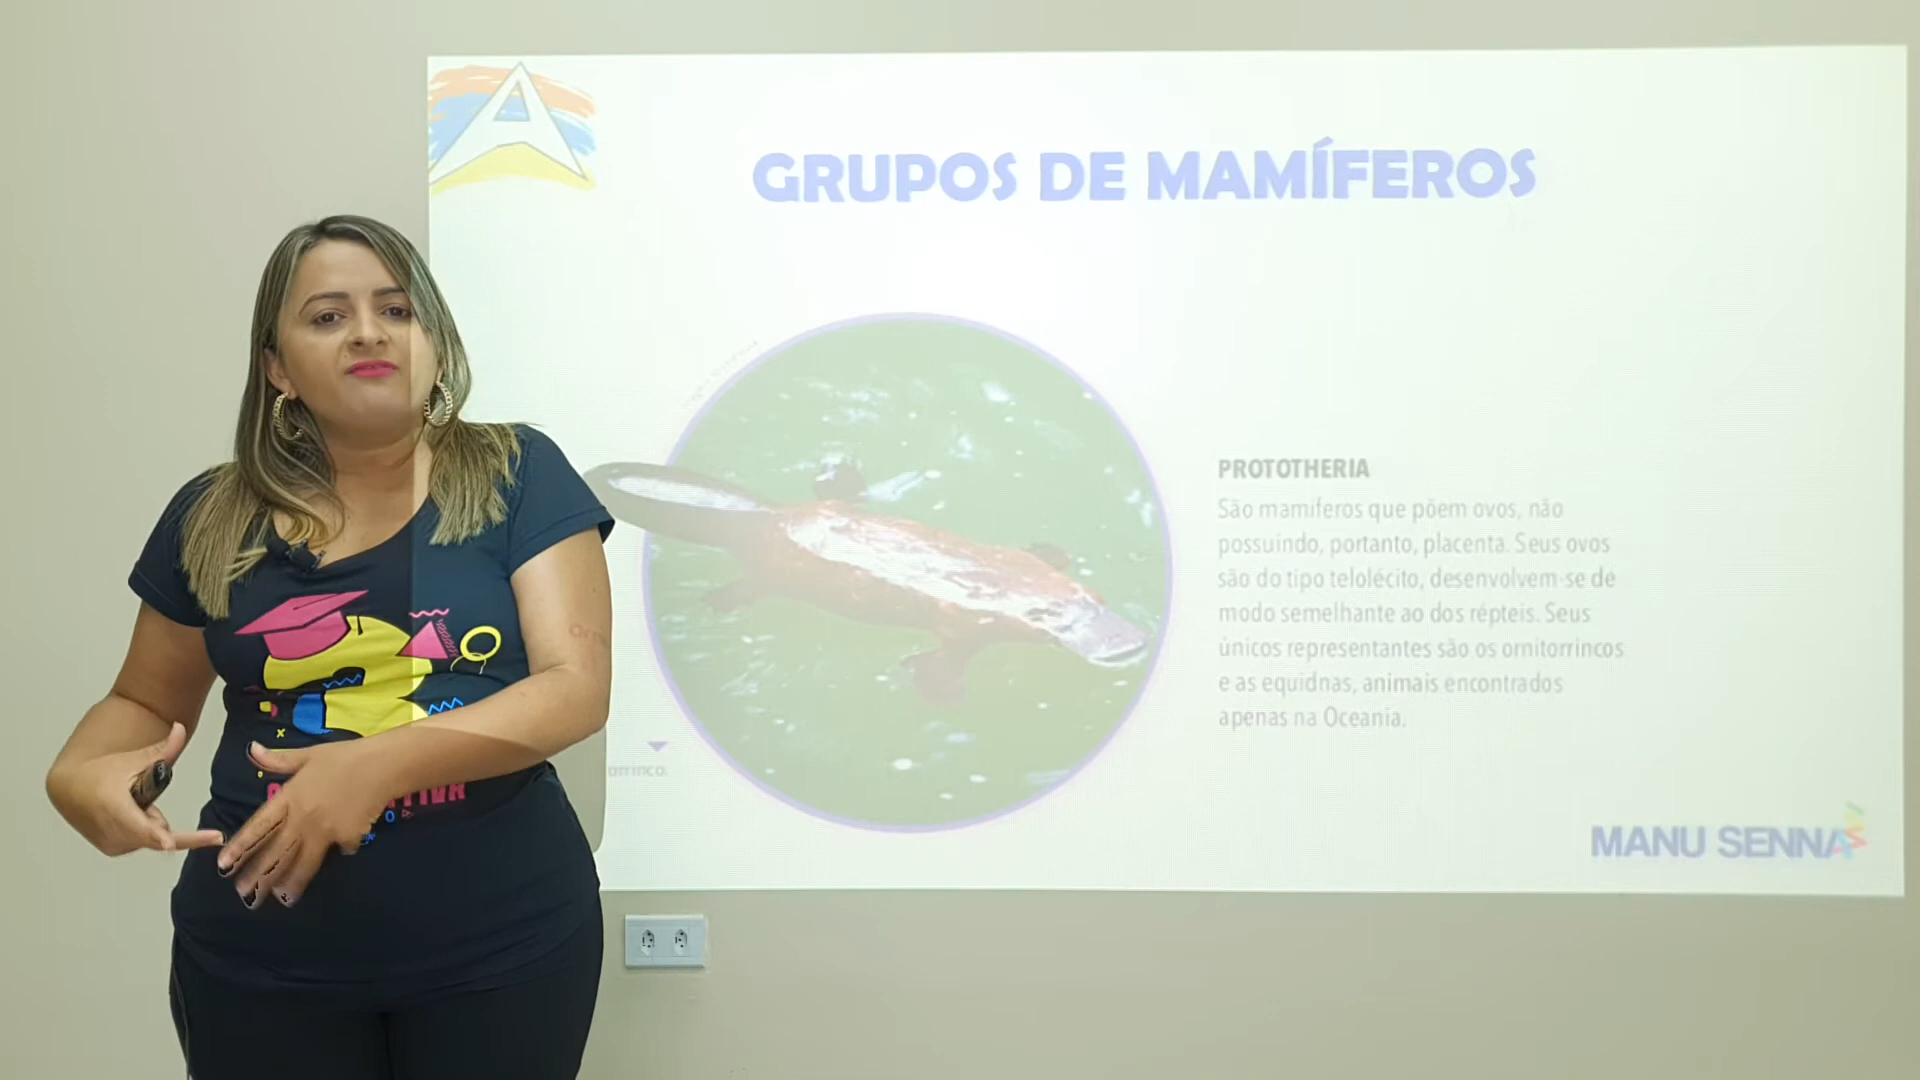 GRUPOS DE MAMÍFEROS
PROTOTHERIA
São mamíferos que põem ovos, não
possuindo, portanto, placenta. Seus ovos
são do tipo telolécito, desenvolvem-se de
modo semelhante ao dos répteis. Seus
únicos representantes são os ornitorrincos
e as equidnas, animais encontrados
apenas na Oceania.
MANU SENNA